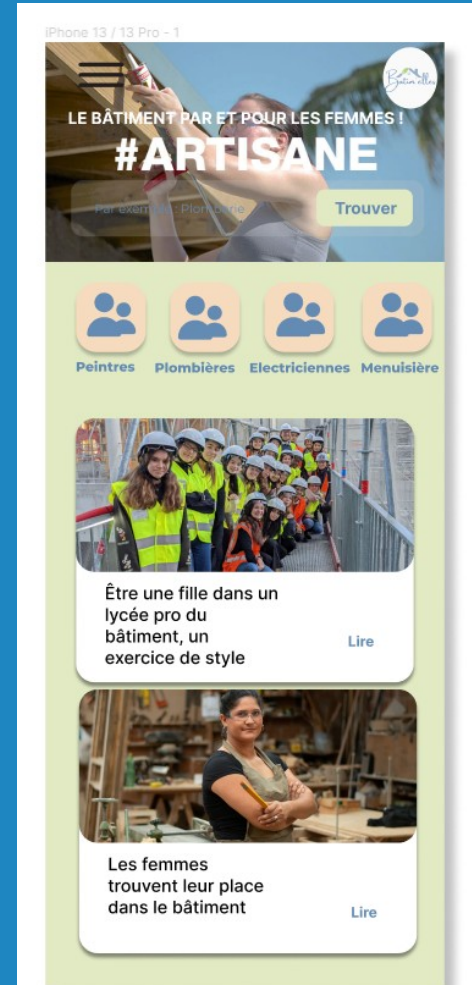 iPhone 13 / 13 Pro - 1
Batim'elles
LE BÂTIMENT PAR ET POUR LES FEMMES !
#ARTISANE
Par exemple : Plomberie
Trouver
Peintres
Plombières
Electriciennes
Menuisière
Être une fille dans un
lycée pro du
bâtiment, un
exercice de style
Lire
Les femmes
trouvent leur place
dans le bâtiment
Lire